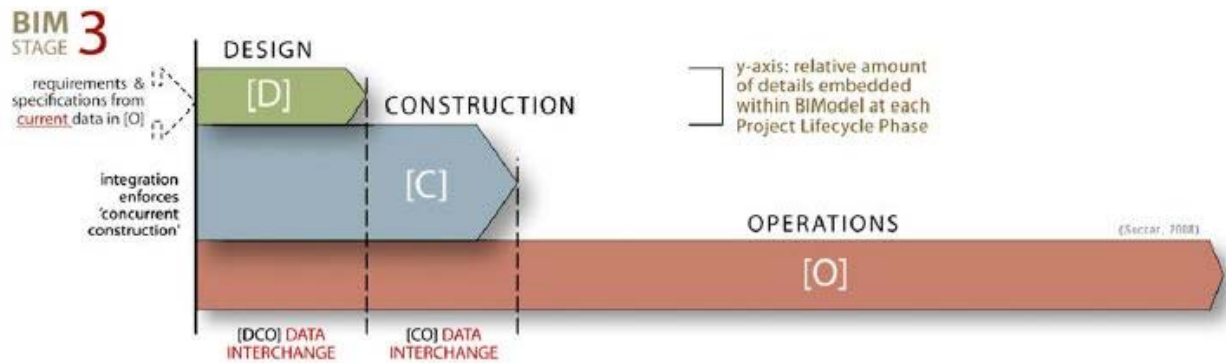 BIM
STAGE 3
DESIGN
requirements &
specifications from
current data in [O]
[D]
CONSTRUCTION
y-axis: relative amount
of details embedded
within BIModel at each
Project Lifecycle Phase
[C]
integration
enforces
'concurrent
construction'
OPERATIONS
(Succar, 2008)
[O]
[DCO] DATA
INTERCHANGE
[CO] DATA
INTERCHANGE